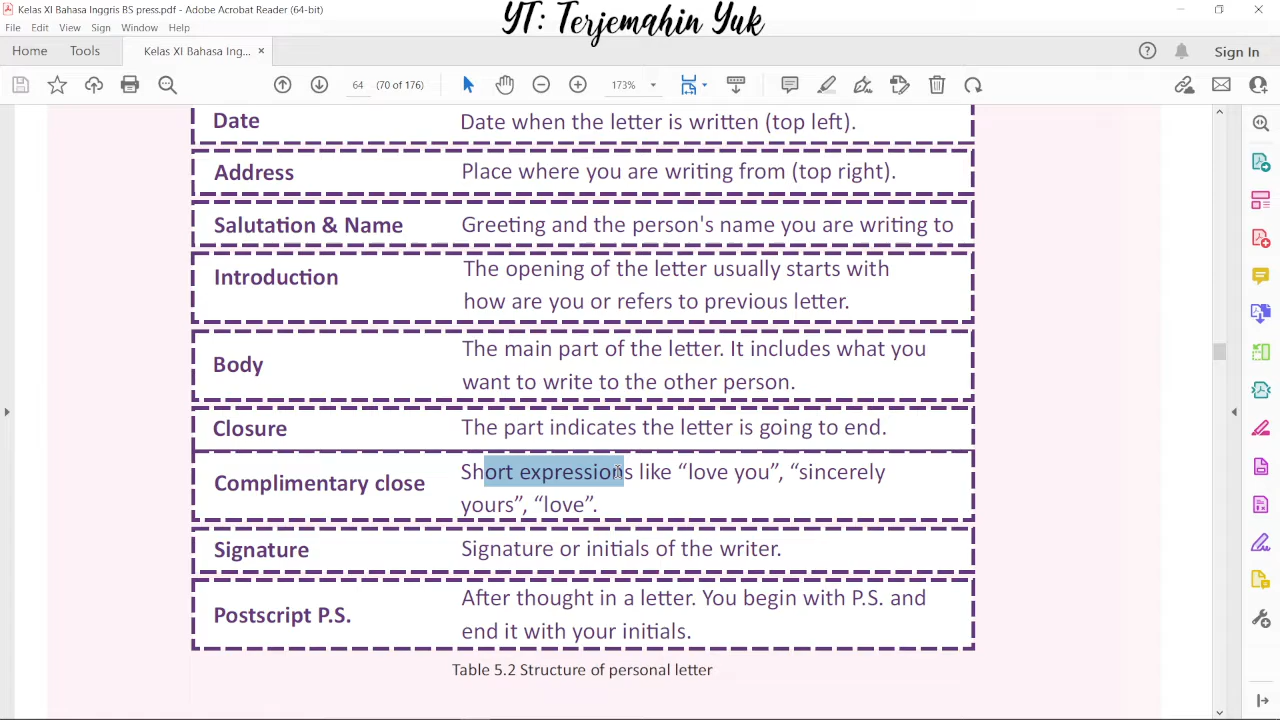 Kelas XI Bahasa Inggris BS press.pdf - Adobe Acrobat Reader (64-bit)
YT: Terjemahin Yuk
File Edit View Sign Window Help
Home Tools Kelas XI Bahasa Ing... × Sign In
64 (70 of 176) 173%
Date Date when the letter is written (top left).
Address Place where you are writing from (top right).
Salutation & Name Greeting and the person's name you are writing to
Introduction The opening of the letter usually starts with
how are you or refers to previous letter.
Body The main part of the letter. It includes what you
want to write to the other person.
Closure The part indicates the letter is going to end.
Complimentary close Short expressions like “love you”, “sincerely
yours”, “love”.
Signature Signature or initials of the writer.
Postscript P.S. After thought in a letter. You begin with P.S. and
end it with your initials.
Table 5.2 Structure of personal letter